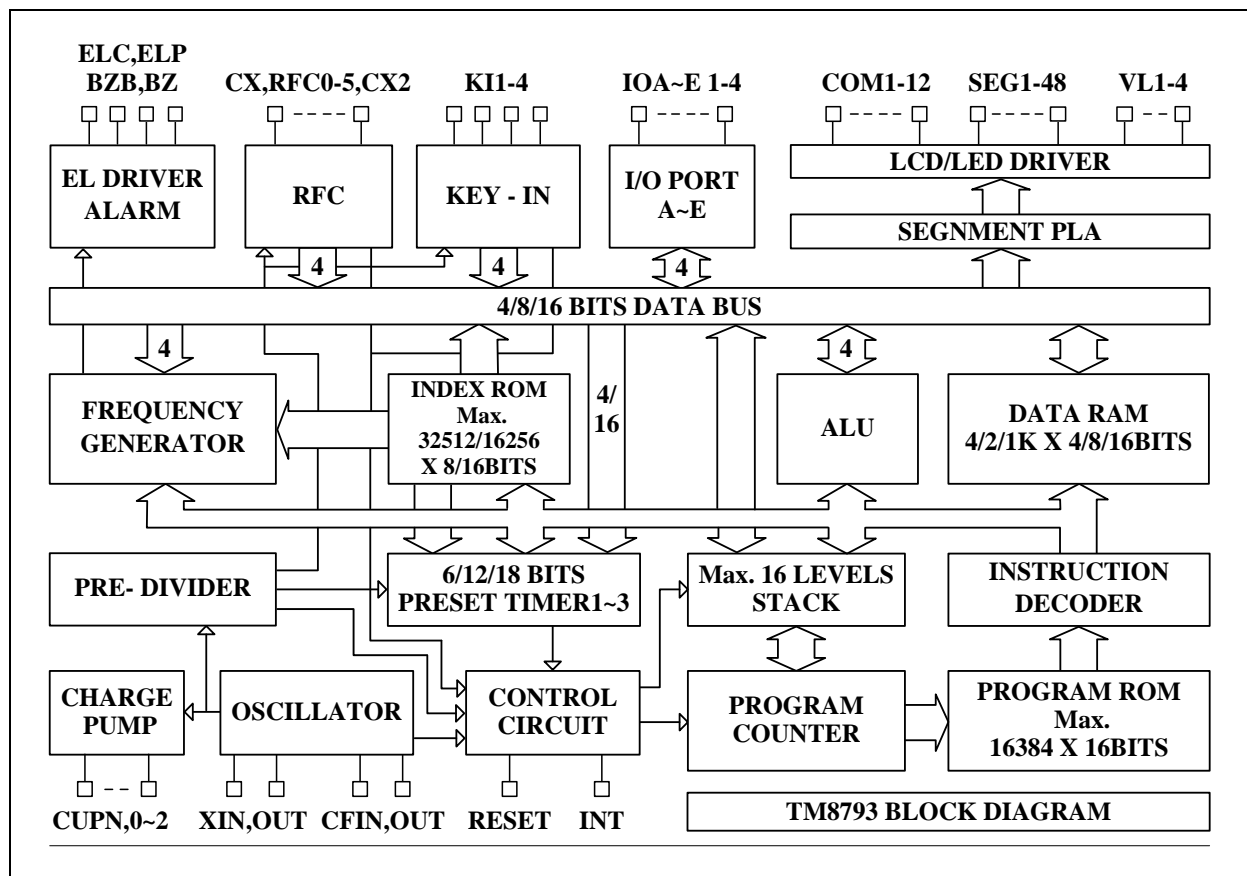 ELC,ELP
BZB,BZ
CX,RFC0-5,CX2
KI1-4
IOA~E 1-4
COM1-12
SEG1-48
VL1-4
EL DRIVER
ALARM
RFC
KEY - IN
I/O PORT
A~E
LCD/LED DRIVER
SEGNMENT PLA
4
4
4
4/8/16 BITS DATA BUS
4
4
FREQUENCY
GENERATOR
INDEX ROM
Max.
32512/16256
X 8/16BITS
4/
16
ALU
DATA RAM
4/2/1K X 4/8/16BITS
PRE- DIVIDER
6/12/18 BITS
PRESET TIMER1~3
Max. 16 LEVELS
STACK
INSTRUCTION
DECODER
CHARGE
PUMP
OSCILLATOR
CONTROL
CIRCUIT
PROGRAM
COUNTER
PROGRAM ROM
Max.
16384 X 16BITS
CUPN,0~2
XIN,OUT
CFIN,OUT
RESET
INT
TM8793 BLOCK DIAGRAM